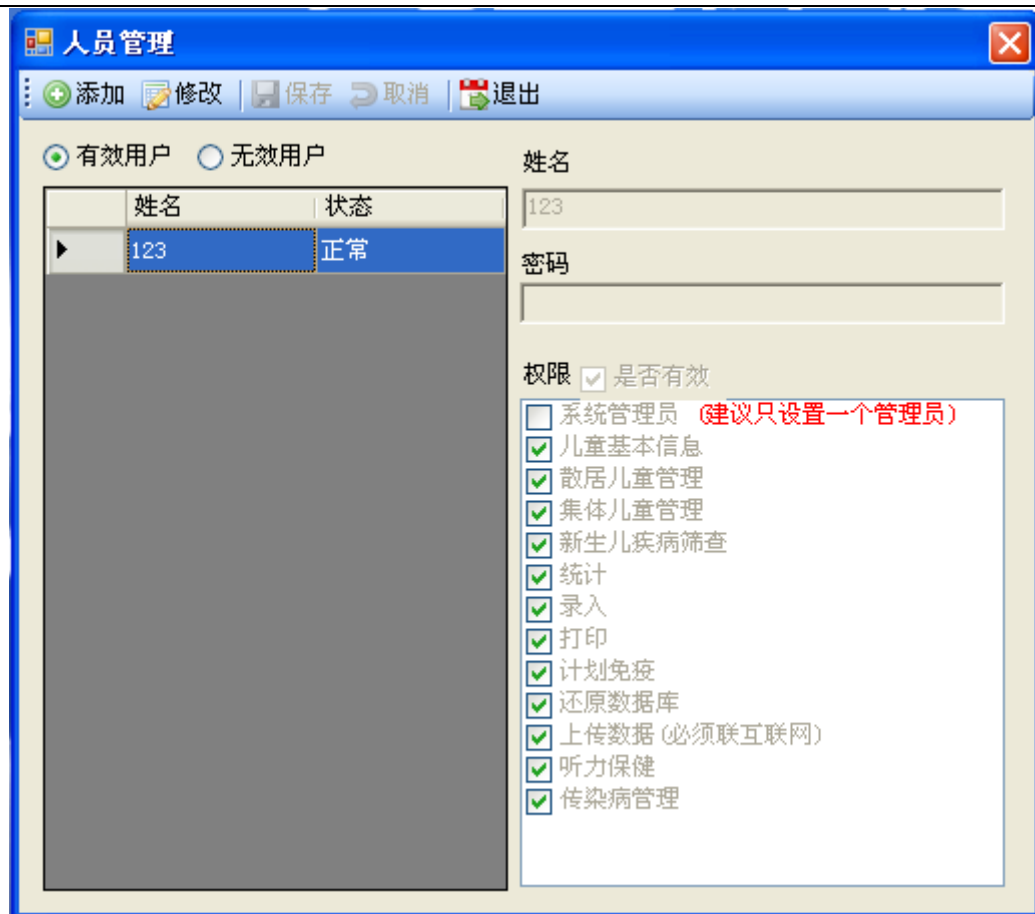 人员管理
添加 修改 保存 取消 退出
有效用户 无效用户
姓名 状态
123 正常
姓名
123
密码
权限 是否有效
系统管理员 (建议只设置一个管理员)
儿童基本信息
散居儿童管理
集体儿童管理
新生儿疾病筛查
统计
录入
打印
计划免疫
还原数据库
上传数据(必须联互联网)
听力保健
传染病管理